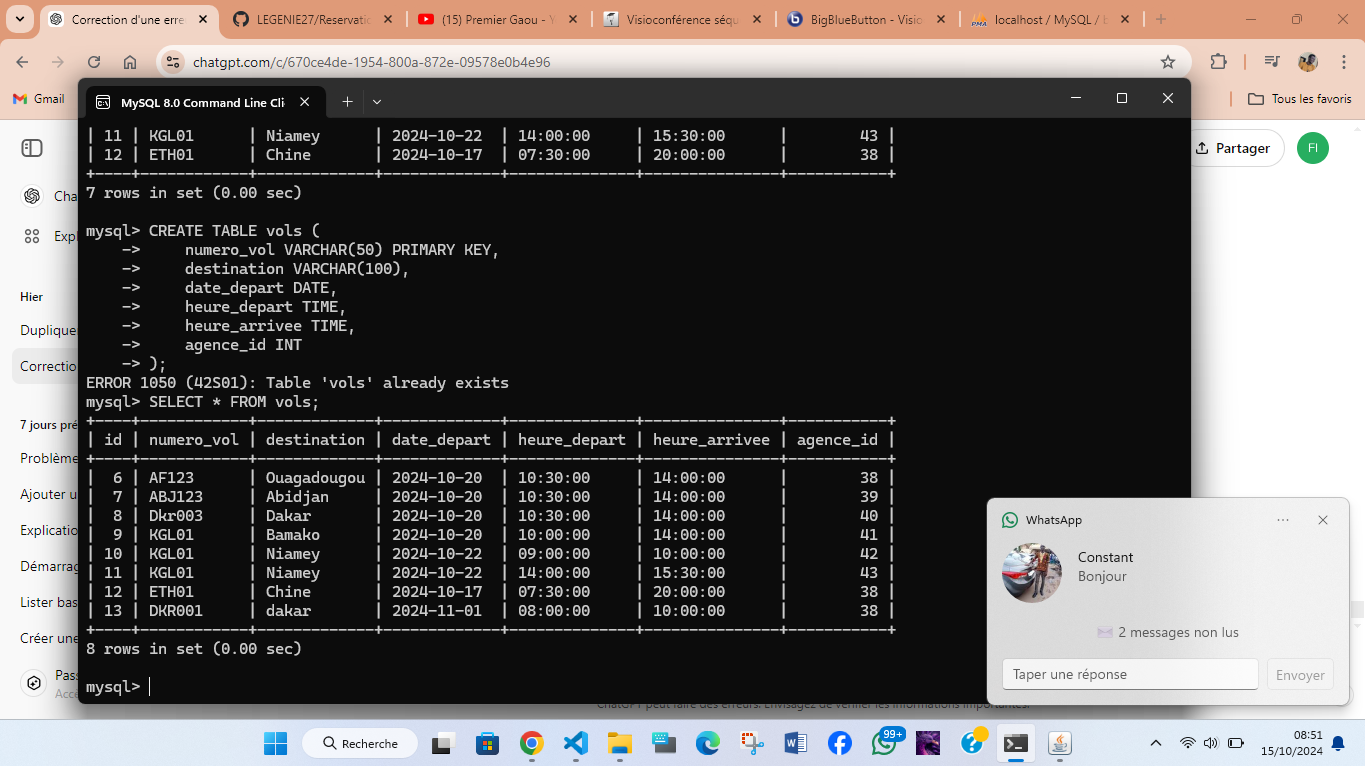 Correction d'une erre
LEGENIE27/Reservatio
(15) Premier Gaou - Y
Visioconférence séqu
BigBlueButton - Visio
localhost / MySQL / b
chatgpt.com/c/670ce4de-1954-800a-872e-09578e0b4e96
Gmail
Tous les favoris
MySQL 8.0 Command Line Cli
Partager
FI
Cha
Expl
Hier
Duplique
Correctio
7 jours pré
Problème
Ajouter u
Explicatio
Démarrag
Lister bas
Créer une
Pass
Accé
| 11 | KGL01 | Niamey | 2024-10-22 | 14:00:00 | 15:30:00 | 43 |
| 12 | ETH01 | Chine | 2024-10-17 | 07:30:00 | 20:00:00 | 38 |
+----+------------+-------------+-------------+--------------+---------------+-----------+
7 rows in set (0.00 sec)
mysql> CREATE TABLE vols (
-> numero_vol VARCHAR(50) PRIMARY KEY,
-> destination VARCHAR(100),
-> date_depart DATE,
-> heure_depart TIME,
-> heure_arrivee TIME,
-> agence_id INT
-> );
ERROR 1050 (42S01): Table 'vols' already exists
mysql> SELECT * FROM vols;
+----+------------+-------------+-------------+--------------+---------------+-----------+
| id | numero_vol | destination | date_depart | heure_depart | heure_arrivee | agence_id |
+----+------------+-------------+-------------+--------------+---------------+-----------+
| 6 | AF123 | Ouagadougou | 2024-10-20 | 10:30:00 | 14:00:00 | 38 |
| 7 | ABJ123 | Abidjan | 2024-10-20 | 10:30:00 | 14:00:00 | 39 |
| 8 | Dkr003 | Dakar | 2024-10-20 | 10:30:00 | 14:00:00 | 40 |
| 9 | KGL01 | Bamako | 2024-10-20 | 10:00:00 | 14:00:00 | 41 |
| 10 | KGL01 | Niamey | 2024-10-22 | 09:00:00 | 10:00:00 | 42 |
| 11 | KGL01 | Niamey | 2024-10-22 | 14:00:00 | 15:30:00 | 43 |
| 12 | ETH01 | Chine | 2024-10-17 | 07:30:00 | 20:00:00 | 38 |
| 13 | DKR001 | dakar | 2024-11-01 | 08:00:00 | 10:00:00 | 38 |
+----+------------+-------------+-------------+--------------+---------------+-----------+
8 rows in set (0.00 sec)
mysql>
WhatsApp
Constant
Bonjour
2 messages non lus
Taper une réponse
Envoyer
ChatGPT peut faire des erreurs. Envisagez de vérifier les informations importantes.
Recherche
99+
08:51
15/10/2024